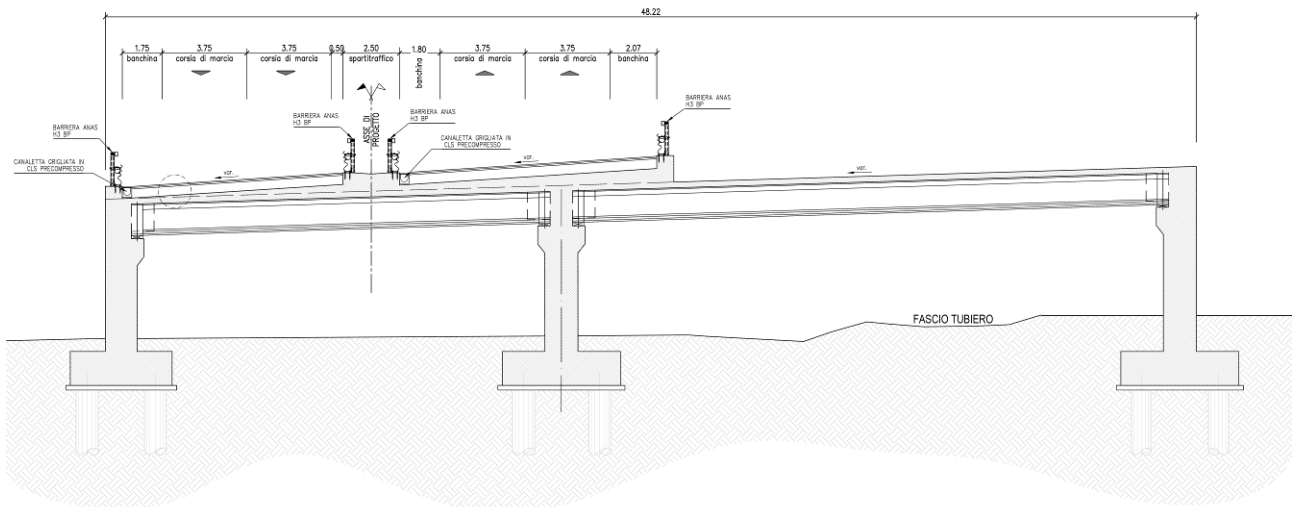 48.22
1.75 3.75 3.75 0.50 2.50 1.80 3.75 3.75 2.07
banchina corsia di marcia corsia di marcia spartitraffico banchina corsia di marcia corsia di marcia banchina
BARRIERA ANAS
H3 BP
BARRIERA ANAS
H3 BP
ASSE DI
PROGETTO
BARRIERA ANAS
H3 BP
BARRIERA ANAS
H3 BP
CANALETTA GRIGLIATA IN
CLS PRECOMPRESSO
CANALETTA GRIGLIATA IN
CLS PRECOMPRESSO
var.
var.
var.
FASCIO TUBIERO